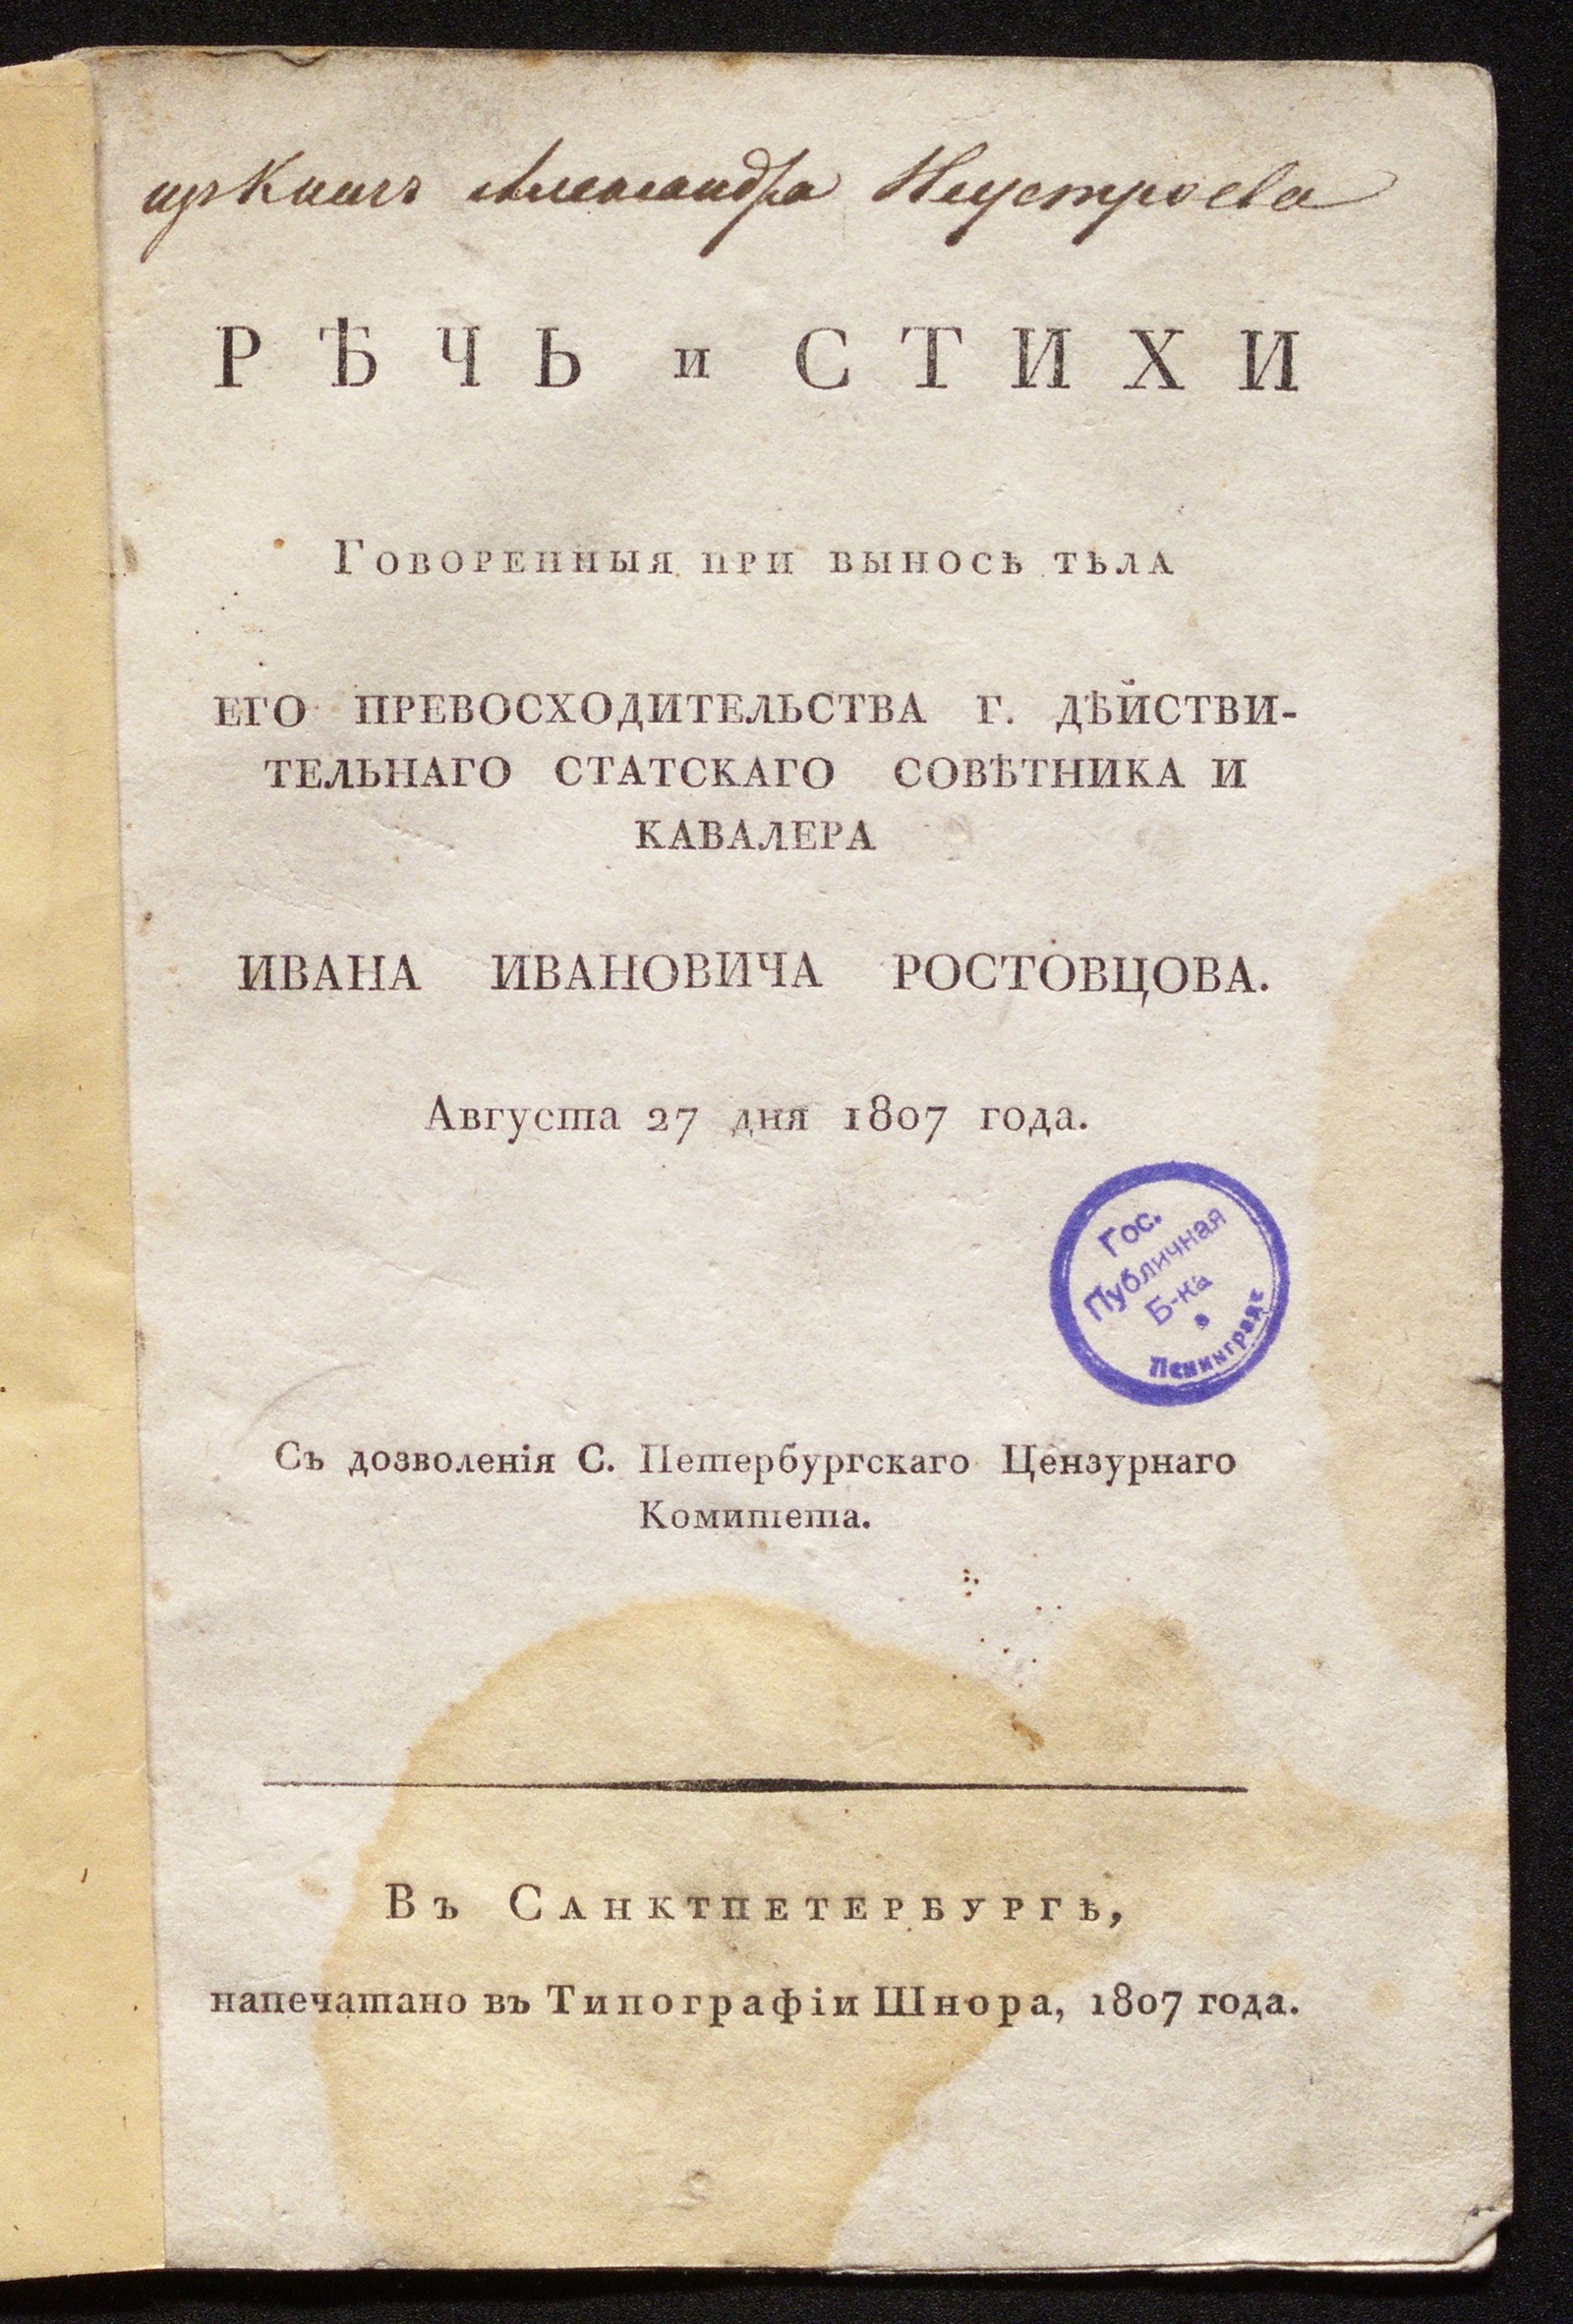 изъ книгъ Александра Неустроева
РѢЧЬ и СТИХИ
Говоренныя при выносѣ тѣла
ЕГО ПРЕВОСХОДИТЕЛЬСТВА Г. ДѢЙСТВИ-
ТЕЛЬНАГО СТАТСКАГО СОВѢТНИКА И
КАВАЛЕРА
ИВАНА ИВАНОВИЧА РОСТОВЦОВА.
Августа 27 дня 1807 года.
Гос.
Публичная
Б-ка
в
Ленинграде
Съ дозволенія С. Петербургскаго Цензурнаго
Комитета.
Въ Санктпетербургѣ,
напечатано въ Типографіи Шнора, 1807 года.